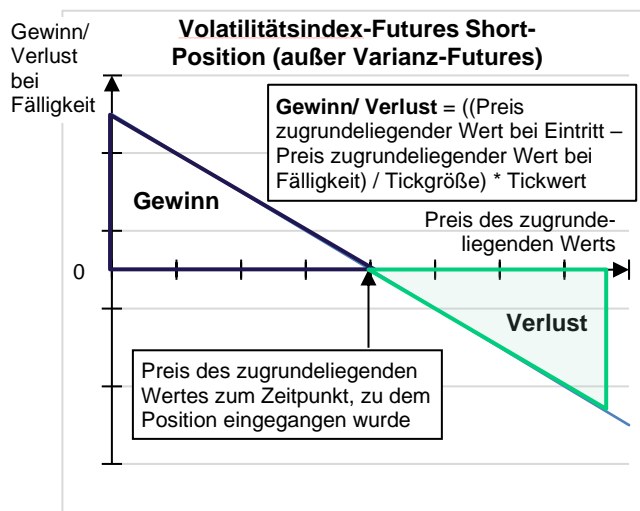 Gewinn/
Verlust
bei
Fälligkeit
Volatilitätsindex-Futures Short-
Position (außer Varianz-Futures)
Gewinn/ Verlust = ((Preis
zugrundeliegender Wert bei Eintritt –
Preis zugrundeliegender Wert bei
Fälligkeit) / Tickgröße) * Tickwert
Gewinn
Preis des zugrunde-
liegenden Werts
0
Verlust
Preis des zugrundeliegenden
Wertes zum Zeitpunkt, zu dem
Position eingegangen wurde